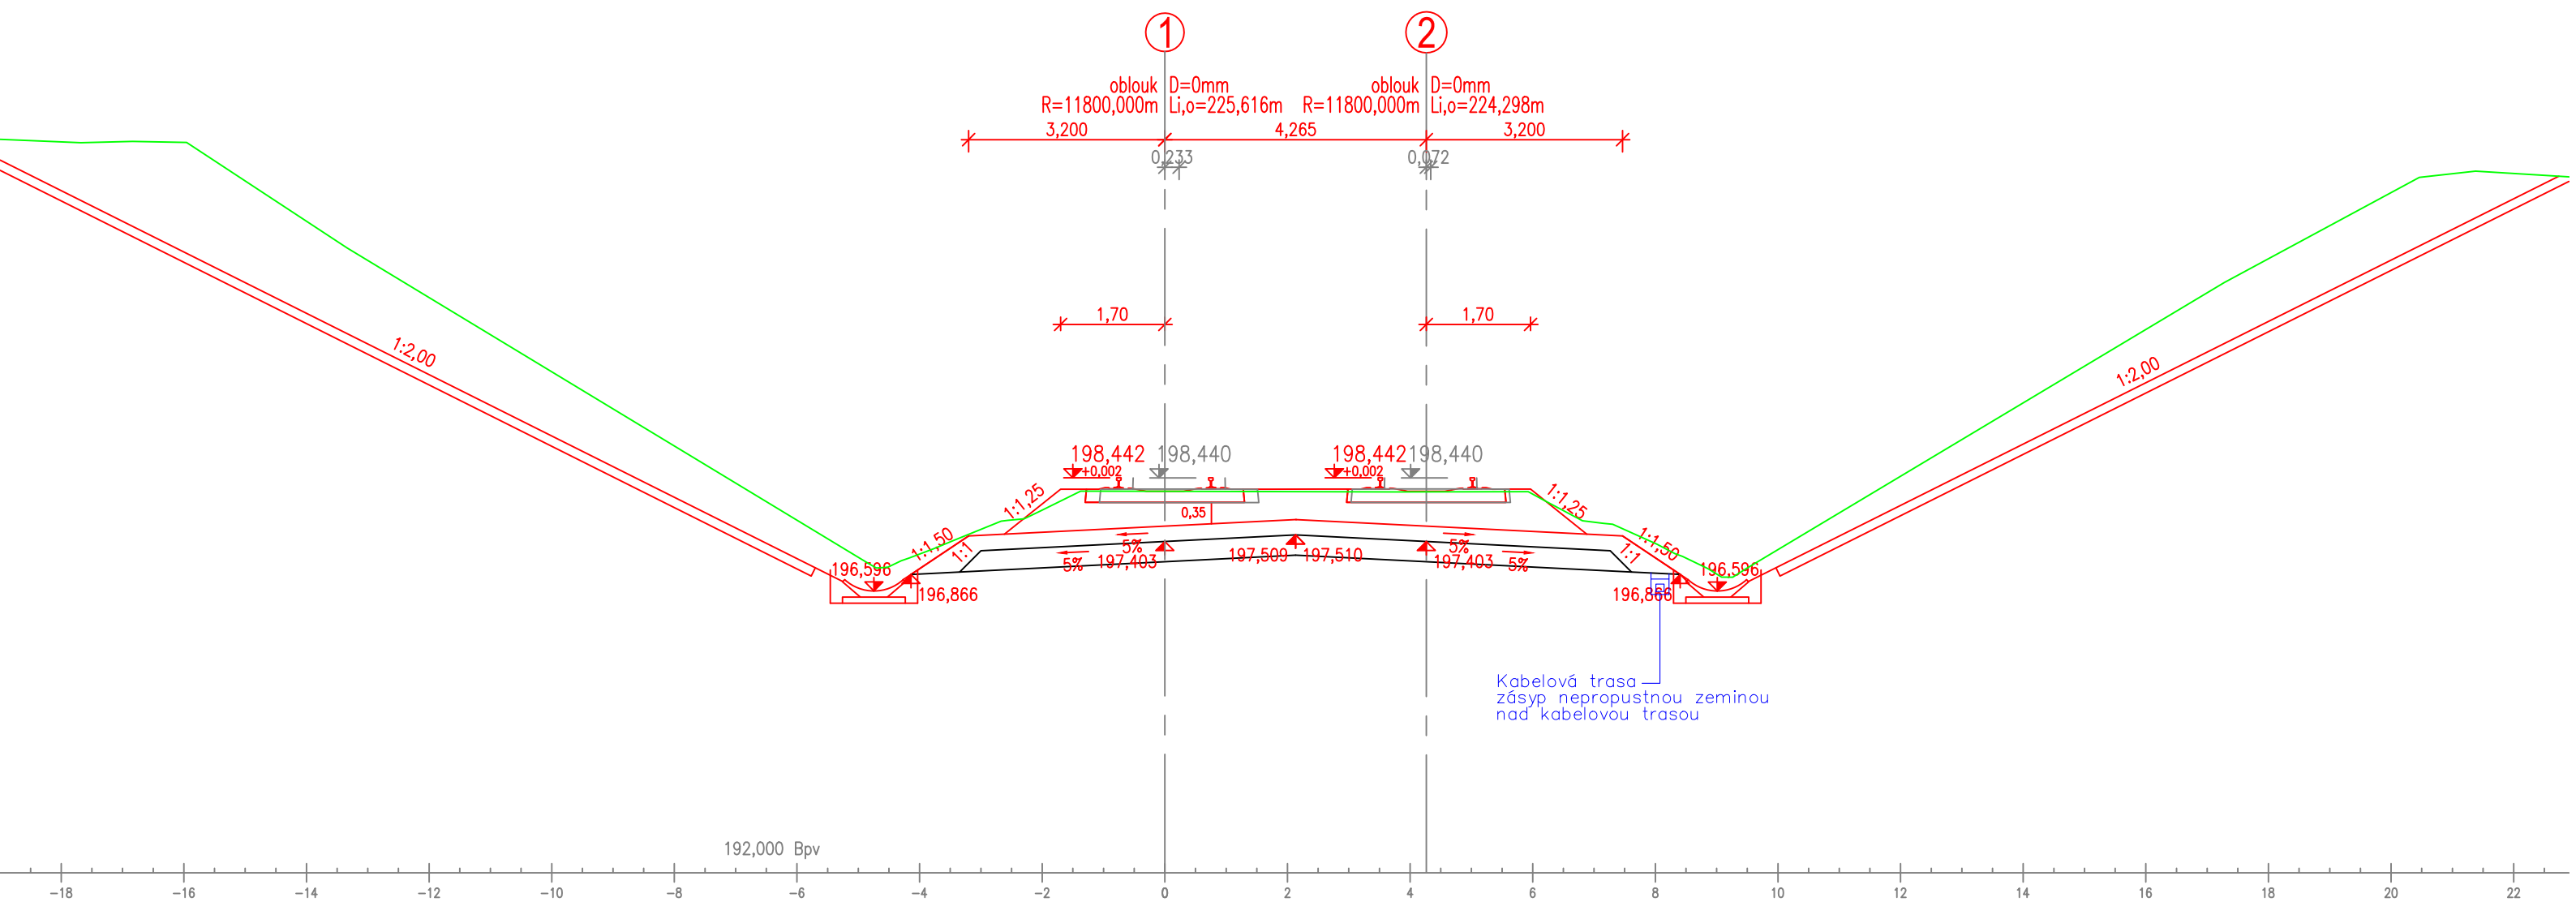 1 2
oblouk D=0mm oblouk D=0mm
R=11800,000m Li,o=225,616m R=11800,000m Li,o=224,298m
3,200 4,265 3,200
0,233 0,072
1,70 1,70
1:2,00 1:2,00
198,442 198,440 198,442 198,440
+0,002 +0,002
1:1,25 1:1,25
0,35
1:1,50 1:1 1:1 1:1,50
5% 5%
5% 197,403 197,509 197,510 197,403 5%
196,596 196,596
196,866 196,866
Kabelová trasa
zásyp nepropustnou zeminou
nad kabelovou trasou
192,000 Bpv
-18 -16 -14 -12 -10 -8 -6 -4 -2 0 2 4 6 8 10 12 14 16 18 20 22